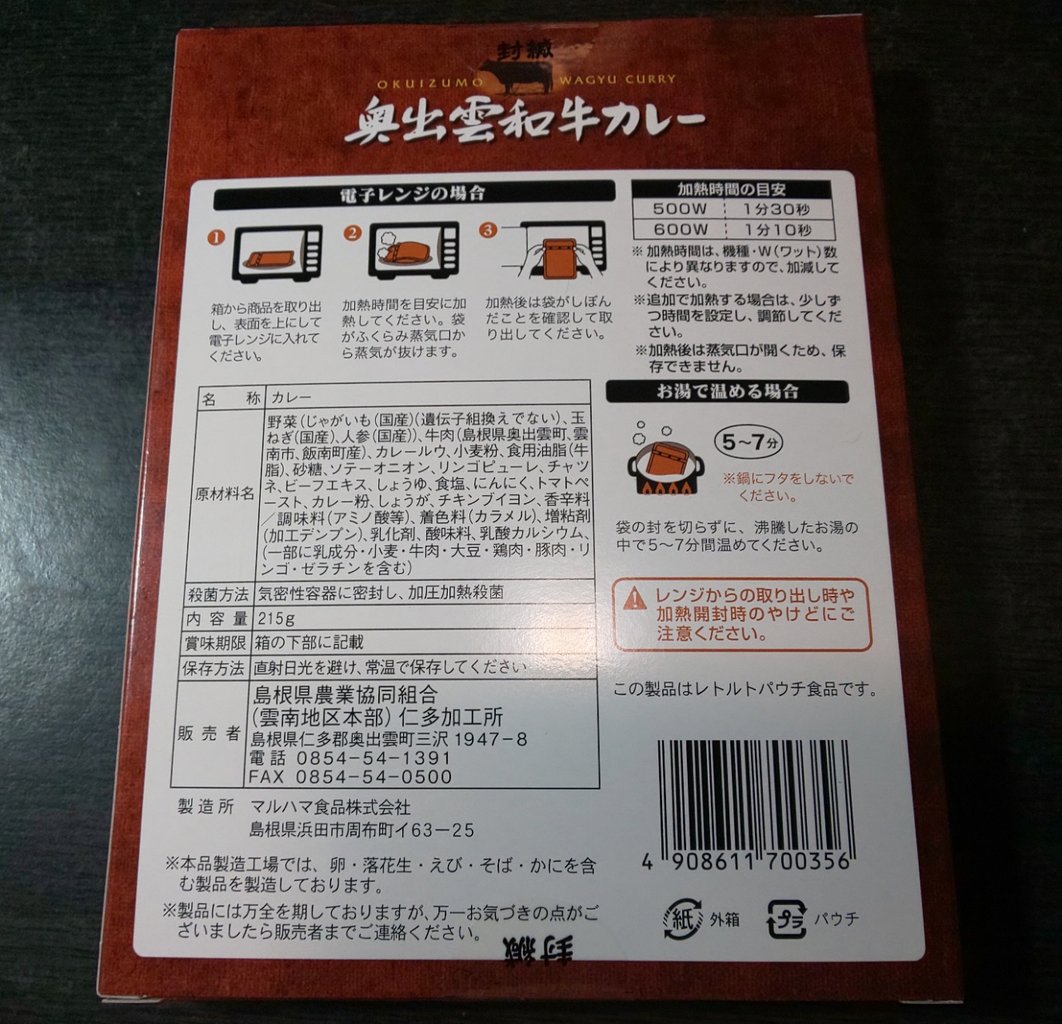 封緘
OKUIZUMO WAGYU CURRY
奥出雲和牛カレー
電子レンジの場合
1
箱から商品を取り出
し、表面を上にして
電子レンジに入れて
ください。
2
加熱時間を目安に加
熱してください。袋
がふくらみ蒸気口か
ら蒸気が抜けます。
3
加熱後は袋がしぼん
だことを確認して取
り出してください。
加熱時間の目安
500W 1分30秒
600W 1分10秒
※加熱時間は、機種・W(ワット)数
により異なりますので、加減して
ください。
※追加で加熱する場合は、少しず
つ時間を設定し、調節してくだ
さい。
※加熱後は蒸気口が開くため、保
存できません。
お湯で温める場合
5〜7分
※鍋にフタをしないで
ください。
袋の封を切らずに、沸騰したお湯の
中で5〜7分間温めてください。
レンジからの取り出し時や
加熱開封時のやけどにご
注意ください。
この製品はレトルトパウチ食品です。
名称 カレー
原材料名
野菜(じゃがいも(国産)(遺伝子組換えでない)、玉
ねぎ(国産)、人参(国産))、牛肉(島根県奥出雲町、雲
南市、飯南町産)、カレールウ、小麦粉、食用油脂(牛
脂)、砂糖、ソテーオニオン、リンゴピューレ、チャツ
ネ、ビーフエキス、しょうゆ、食塩、にんにく、トマトペ
ースト、カレー粉、しょうが、チキンブイヨン、香辛料
／調味料(アミノ酸等)、着色料(カラメル)、増粘剤
(加工デンプン)、乳化剤、酸味料、乳酸カルシウム、
(一部に乳成分・小麦・牛肉・大豆・鶏肉・豚肉・リ
ンゴ・ゼラチンを含む)
殺菌方法 気密性容器に密封し、加圧加熱殺菌
内容量 215g
賞味期限 箱の下部に記載
保存方法 直射日光を避け、常温で保存してください
販売者
島根県農業協同組合
(雲南地区本部) 仁多加工所
島根県仁多郡奥出雲町三沢1947-8
電話 0854-54-1391
FAX 0854-54-0500
製造所 マルハマ食品株式会社
島根県浜田市周布町イ63-25
※本品製造工場では、卵・落花生・えび・そば・かにを含
む製品を製造しております。
※製品には万全を期しておりますが、万一お気づきの点がご
ざいましたら販売者までご連絡ください。
4 908611 700356
紙 外箱
プラ パウチ
封緘